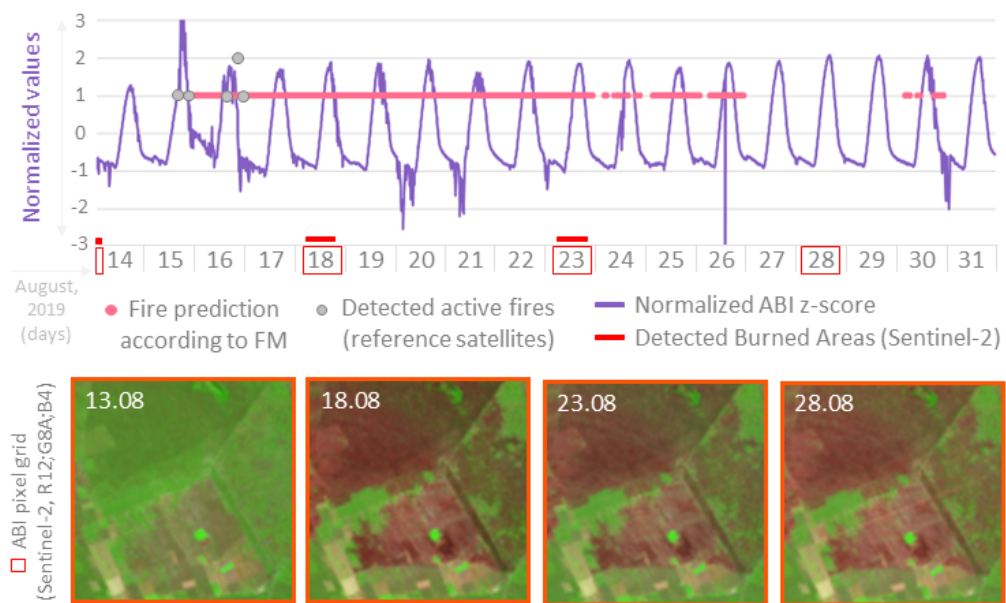 3
2
1
0
-1
-2
-3
Normalized values
14 15 16 17 18 19 20 21 22 23 24 25 26 27 28 29 30 31
August,
2019
(days)
Fire prediction
according to FM
Detected active fires
(reference satellites)
Normalized ABI z-score
Detected Burned Areas (Sentinel-2)
ABI pixel grid
(Sentinel-2, R12;G8A;B4)
13.08
18.08
23.08
28.08